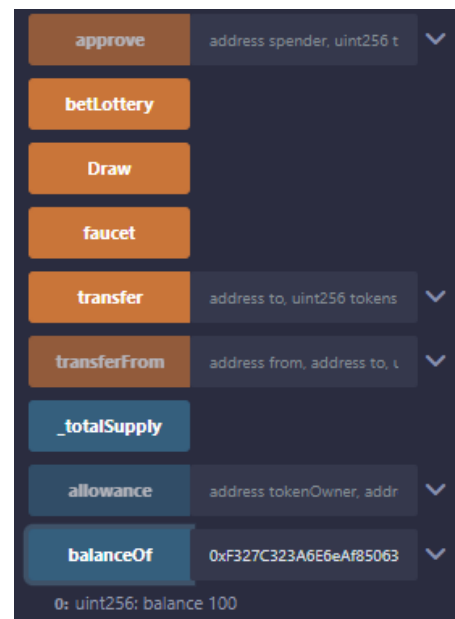 approve address spender, uint256 t
betLottery
Draw
faucet
transfer address to, uint256 tokens
transferFrom address from, address to, u
_totalSupply
allowance address tokenOwner, addr
balanceOf 0xF327C323A6E6eAf85063
0: uint256: balance 100